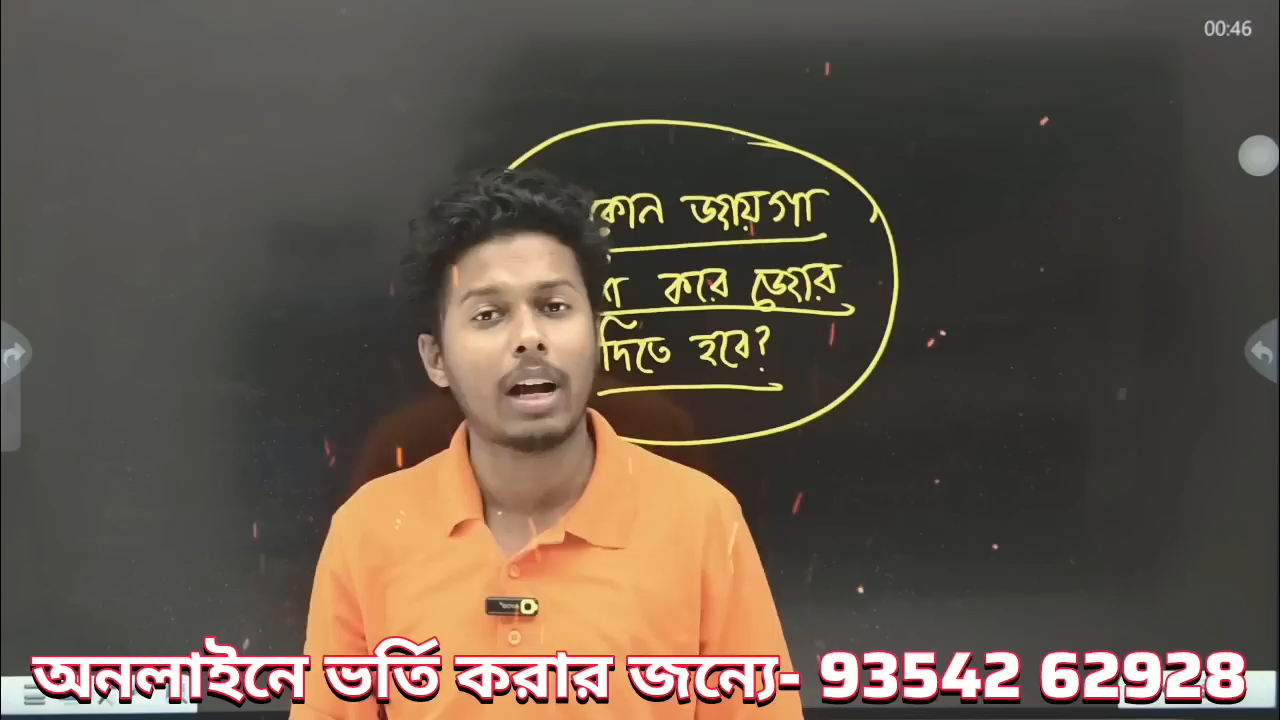 00:46
কোন জায়গা
করে জোর
দিতে হবে?
অনলাইনে ভর্তি করার জন্যে- 93542 62928